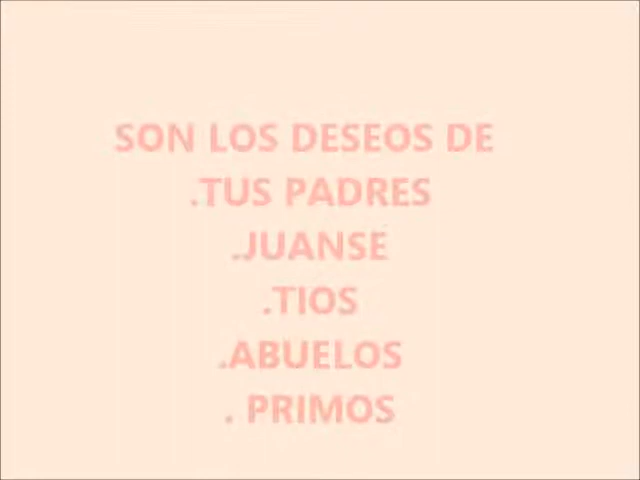 SON LOS DESEOS DE
.TUS PADRES
.JUANSE
.TIOS
.ABUELOS
. PRIMOS